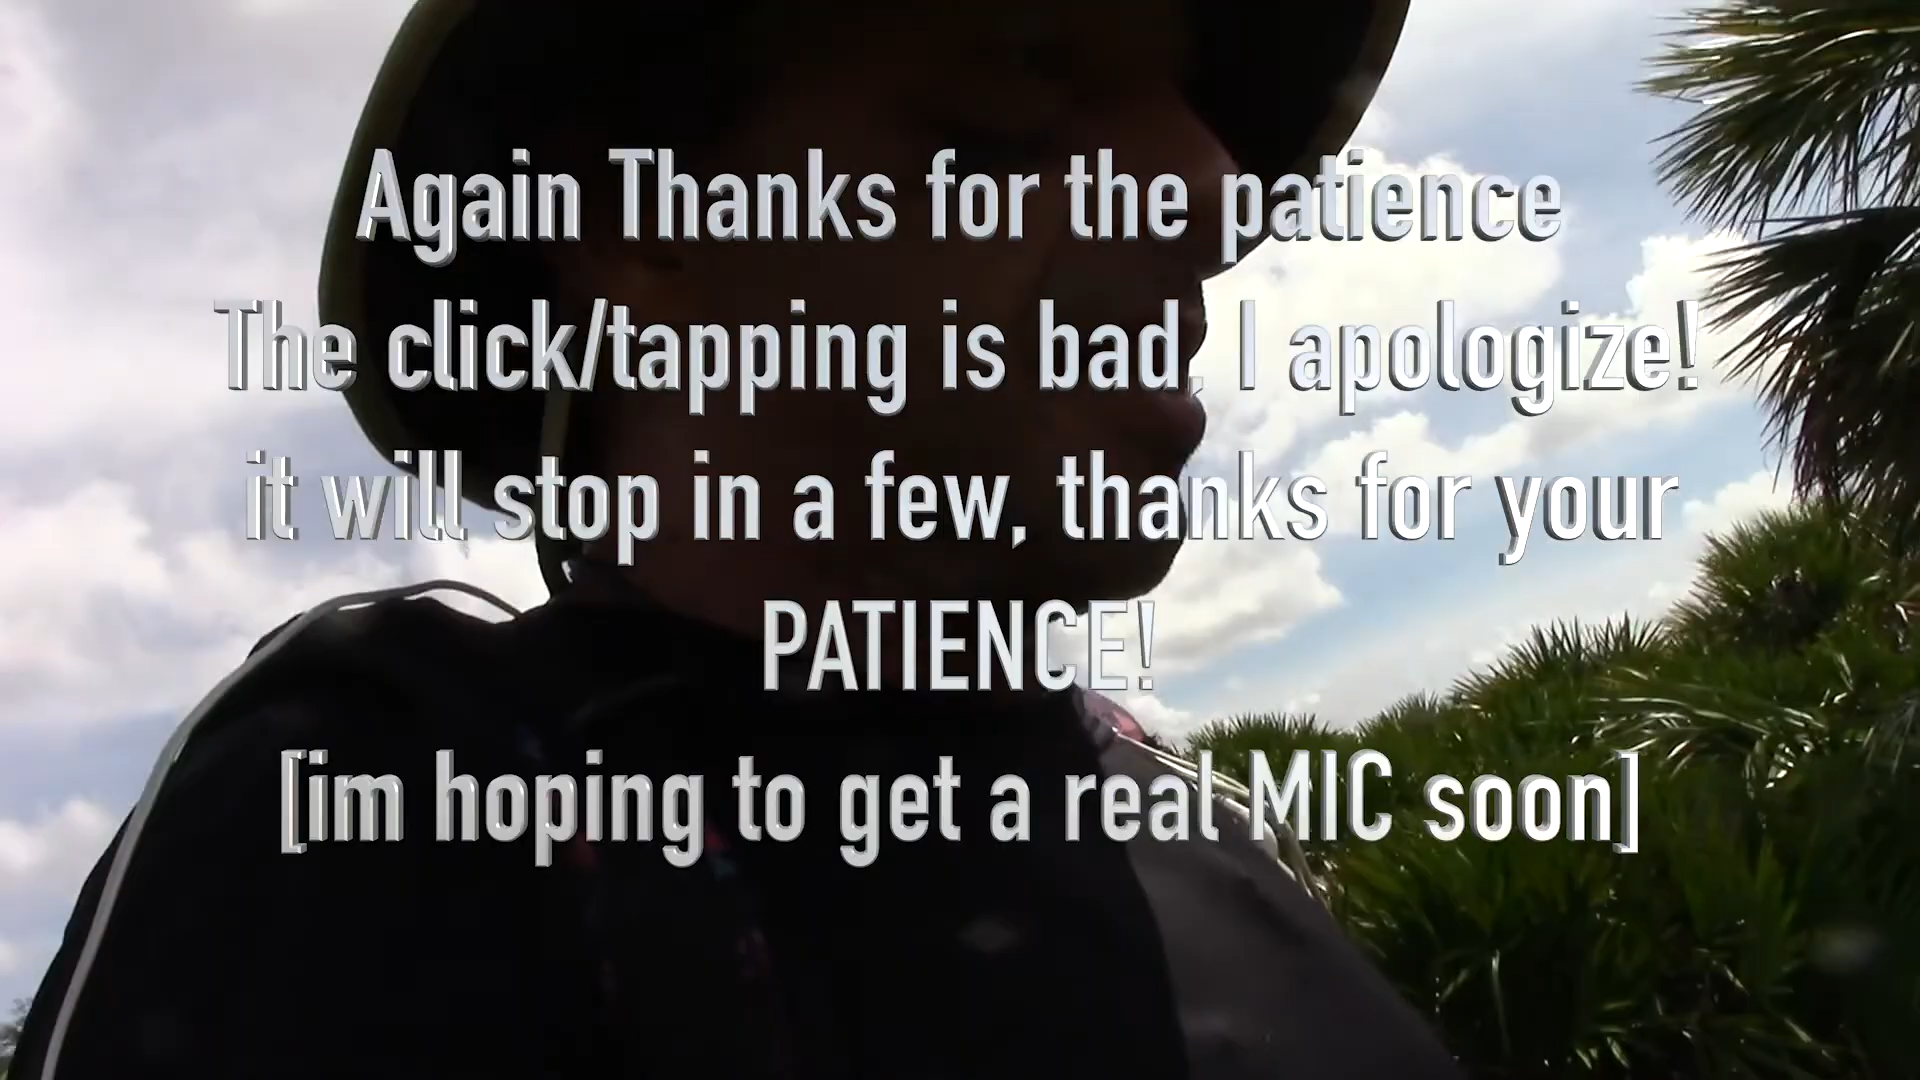 Again Thanks for the patience
The click/tapping is bad, I apologize!
it will stop in a few, thanks for your
PATIENCE!
[im hoping to get a real MIC soon]